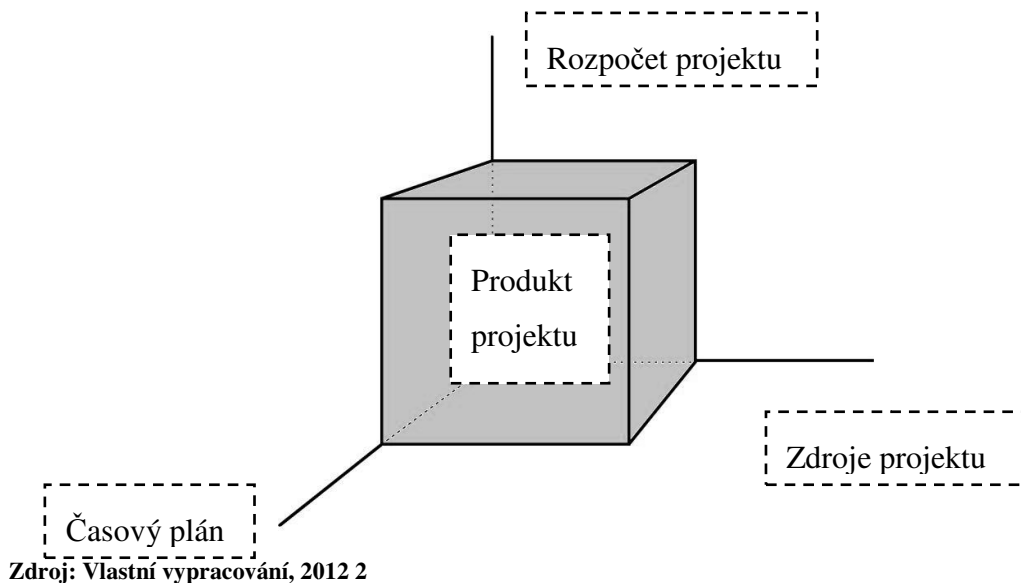 Rozpočet projektu
Produkt
projektu
Zdroje projektu
Časový plán
Zdroj: Vlastní vypracování, 2012 2